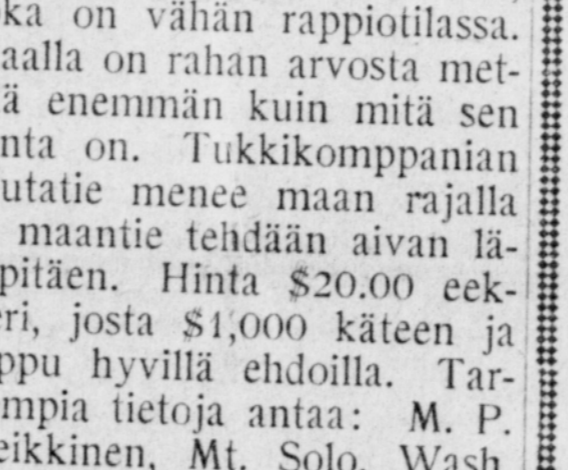 ka on vähän rappiotilassa.
aalla on rahan arvosta met-
ä enemmän kuin mitä sen
nta on. Tukkikomppanian
utatie menee maan rajalla
maantie tehdään aivan lä-
pitäen. Hinta $20.00 eek-
ri, josta $1,000 käteen ja
ppu hyvillä ehdoilla. Tar-
mpia tietoja antaa: M. P.
eikkinen, Mt. Solo, Wash.